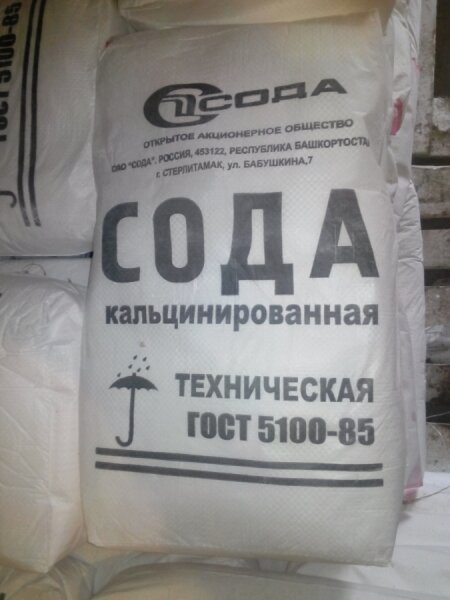 СОДА
ОТКРЫТОЕ АКЦИОНЕРНОЕ ОБЩЕСТВО
ОАО "СОДА". РОССИЯ, 453122, РЕСПУБЛИКА БАШКОРТОСТАН
г. СТЕРЛИТАМАК, ул. БАБУШКИНА,7
СОДА
кальцинированная
ТЕХНИЧЕСКАЯ
ГОСТ 5100-85
ГОСТ 5100-85